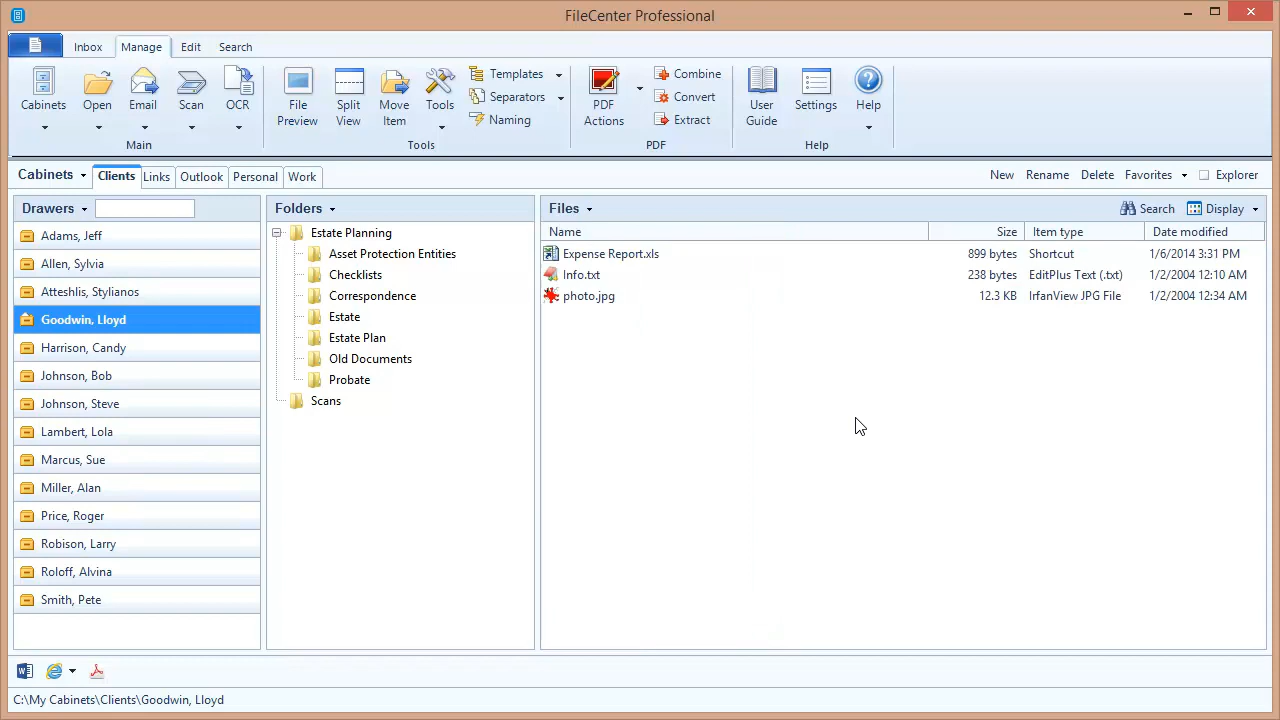 FileCenter Professional
Inbox Manage Edit Search
Cabinets Open Email Scan OCR
Main
File Preview Split View Move Item Tools
Templates
Separators
Naming
Tools
PDF Actions
Combine
Convert
Extract
PDF
User Guide Settings Help
Help
Cabinets Clients Links Outlook Personal Work New Rename Delete Favorites Explorer
Drawers
Adams, Jeff
Allen, Sylvia
Atteshlis, Stylianos
Goodwin, Lloyd
Harrison, Candy
Johnson, Bob
Johnson, Steve
Lambert, Lola
Marcus, Sue
Miller, Alan
Price, Roger
Robison, Larry
Roloff, Alvina
Smith, Pete
Folders
Estate Planning
Asset Protection Entities
Checklists
Correspondence
Estate
Estate Plan
Old Documents
Probate
Scans
Files Search Display
Name Size Item type Date modified
Expense Report.xls 899 bytes Shortcut 1/6/2014 3:31 PM
Info.txt 238 bytes EditPlus Text (.txt) 1/2/2004 12:10 AM
photo.jpg 12.3 KB IrfanView JPG File 1/2/2004 12:34 AM
C:\My Cabinets\Clients\Goodwin, Lloyd